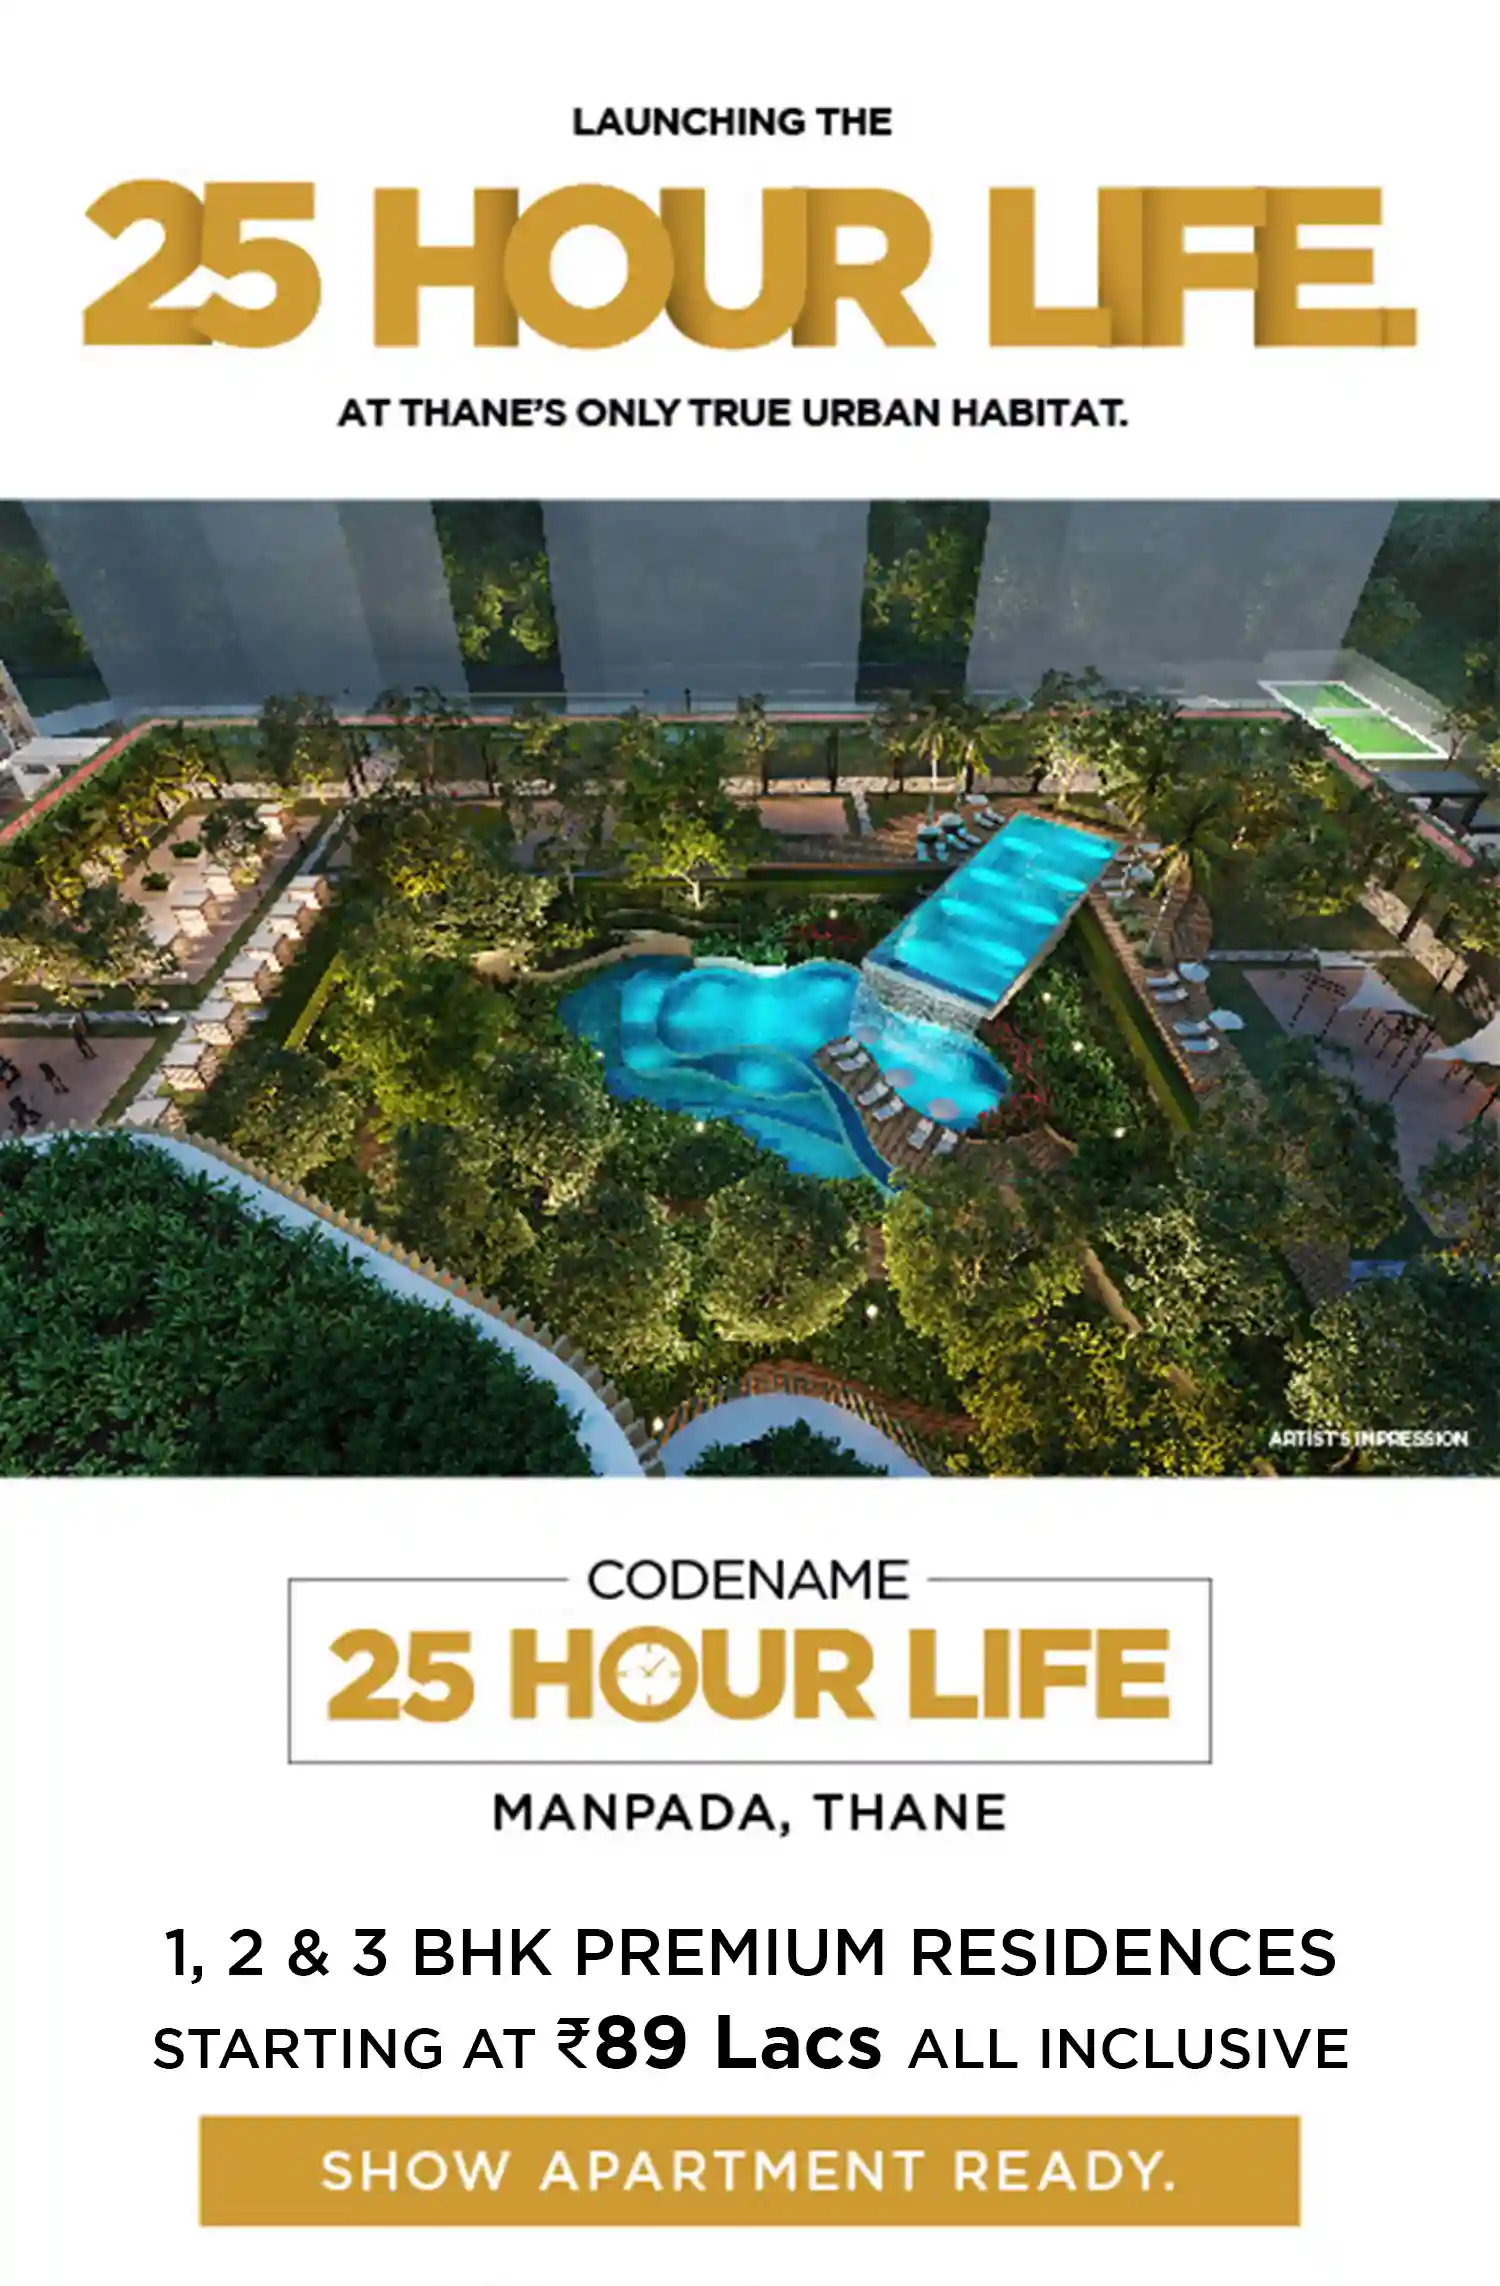 LAUNCHING THE
25 HOUR LIFE.
AT THANE'S ONLY TRUE URBAN HABITAT.
ARTIST'S IMPRESSION
CODENAME
25 HOUR LIFE
MANPADA, THANE
1, 2 & 3 BHK PREMIUM RESIDENCES
STARTING AT ₹89 Lacs ALL INCLUSIVE
SHOW APARTMENT READY.